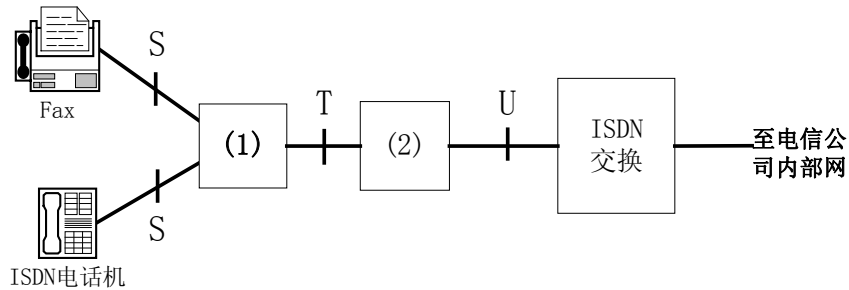 Fax
S
(1)
T
(2)
U
ISDN
交换
至电信公
司内部网
S
ISDN电话机